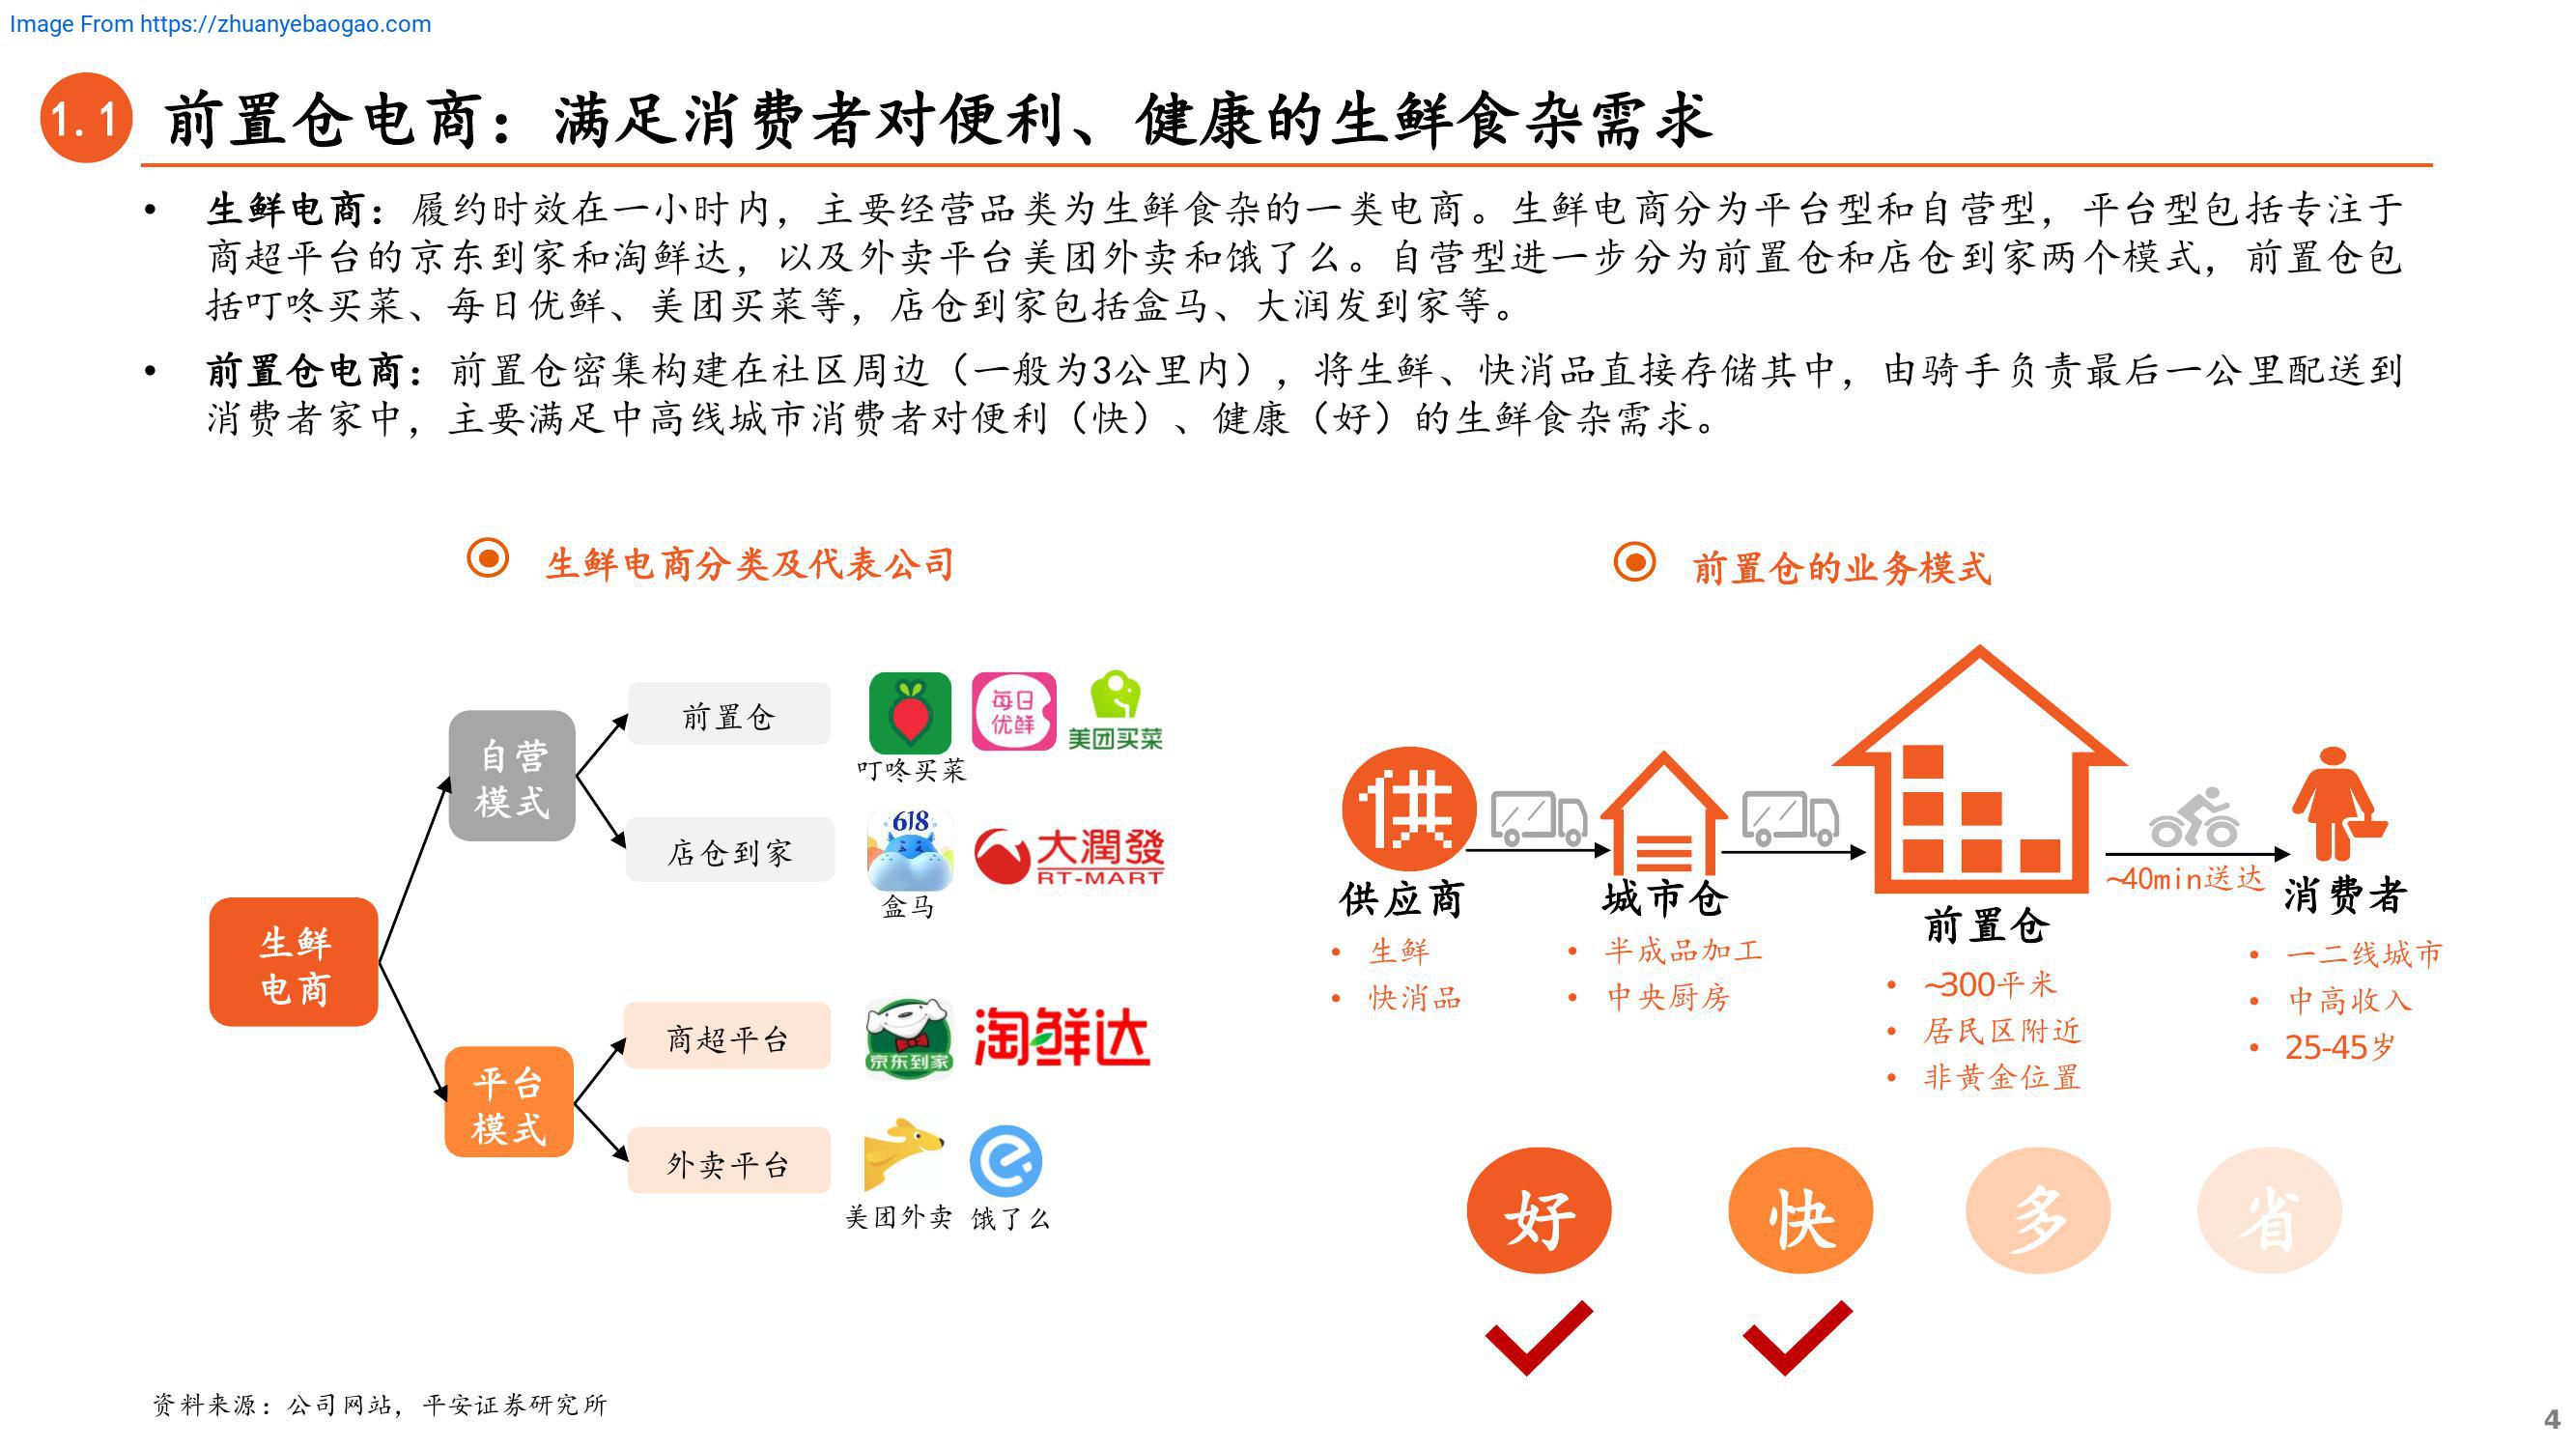 Image From https://zhuanyebaogao.com
1.1 前置仓电商：满足消费者对便利、健康的生鲜食杂需求
• 生鲜电商：履约时效在一小时内，主要经营品类为生鲜食杂的一类电商。生鲜电商分为平台型和自营型，平台型包括专注于
商超平台的京东到家和淘鲜达，以及外卖平台美团外卖和饿了么。自营型进一步分为前置仓和店仓到家两个模式，前置仓包
括叮咚买菜、每日优鲜、美团买菜等，店仓到家包括盒马、大润发到家等。
• 前置仓电商：前置仓密集构建在社区周边（一般为3公里内），将生鲜、快消品直接存储其中，由骑手负责最后一公里配送到
消费者家中，主要满足中高线城市消费者对便利（快）、健康（好）的生鲜食杂需求。
生鲜电商分类及代表公司
生鲜
电商
自营
模式
前置仓
叮咚买菜
每日
优鲜
美团买菜
店仓到家
618
盒马
大潤發
RT-MART
平台
模式
商超平台
京东到家
淘鲜达
外卖平台
美团外卖
饿了么
前置仓的业务模式
供
供应商
• 生鲜
• 快消品
城市仓
• 半成品加工
• 中央厨房
前置仓
• ~300平米
• 居民区附近
• 非黄金位置
~40min送达
消费者
• 一二线城市
• 中高收入
• 25-45岁
好
快
多
省
资料来源：公司网站，平安证券研究所
4